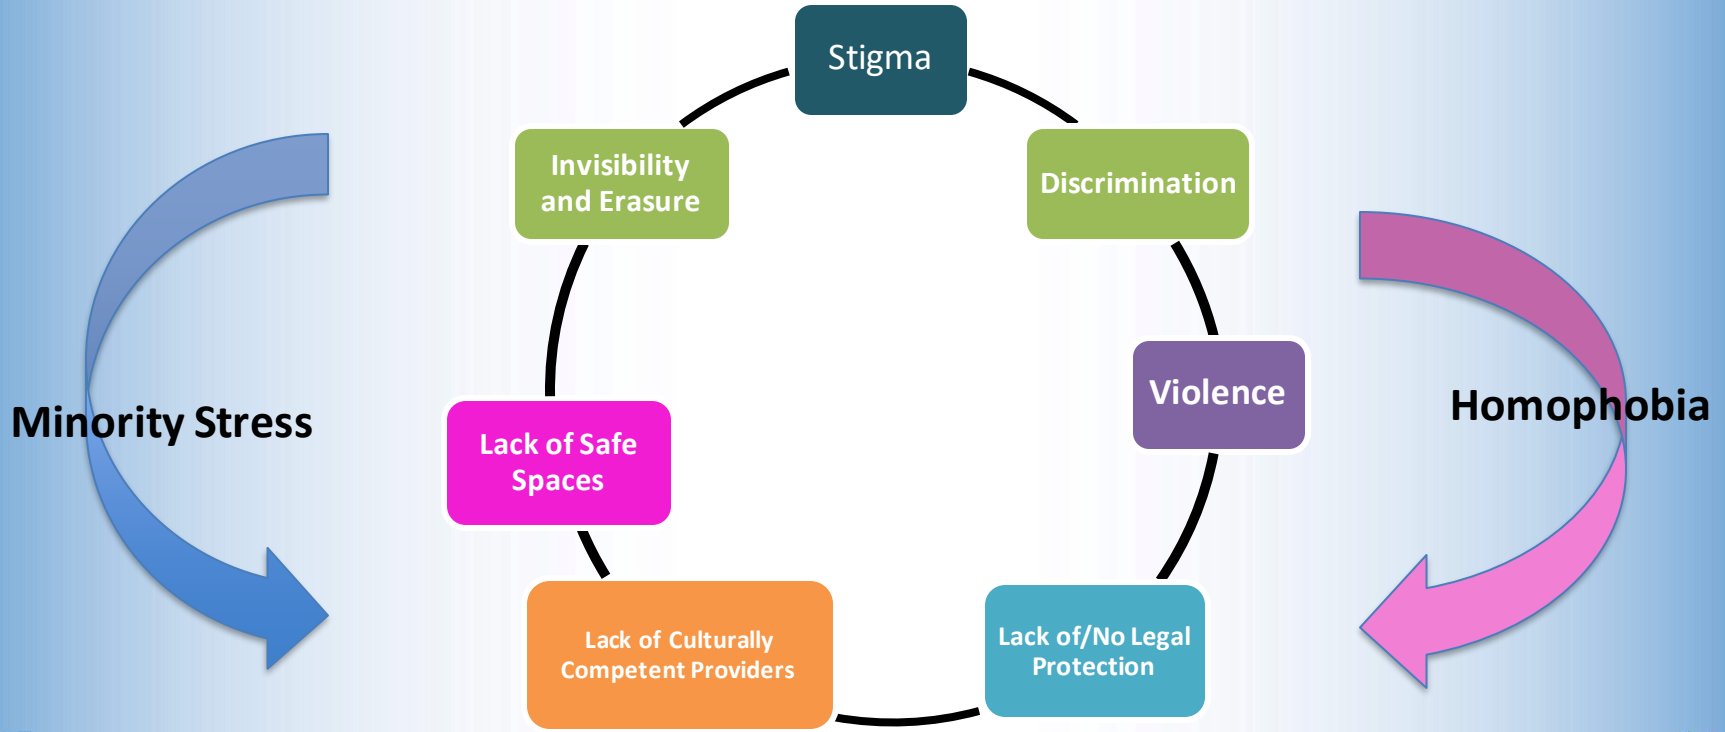 Stigma
Invisibility
and Erasure
Discrimination
Violence
Minority Stress
Homophobia
Lack of Safe
Spaces
Lack of Culturally
Competent Providers
Lack of/No Legal
Protection